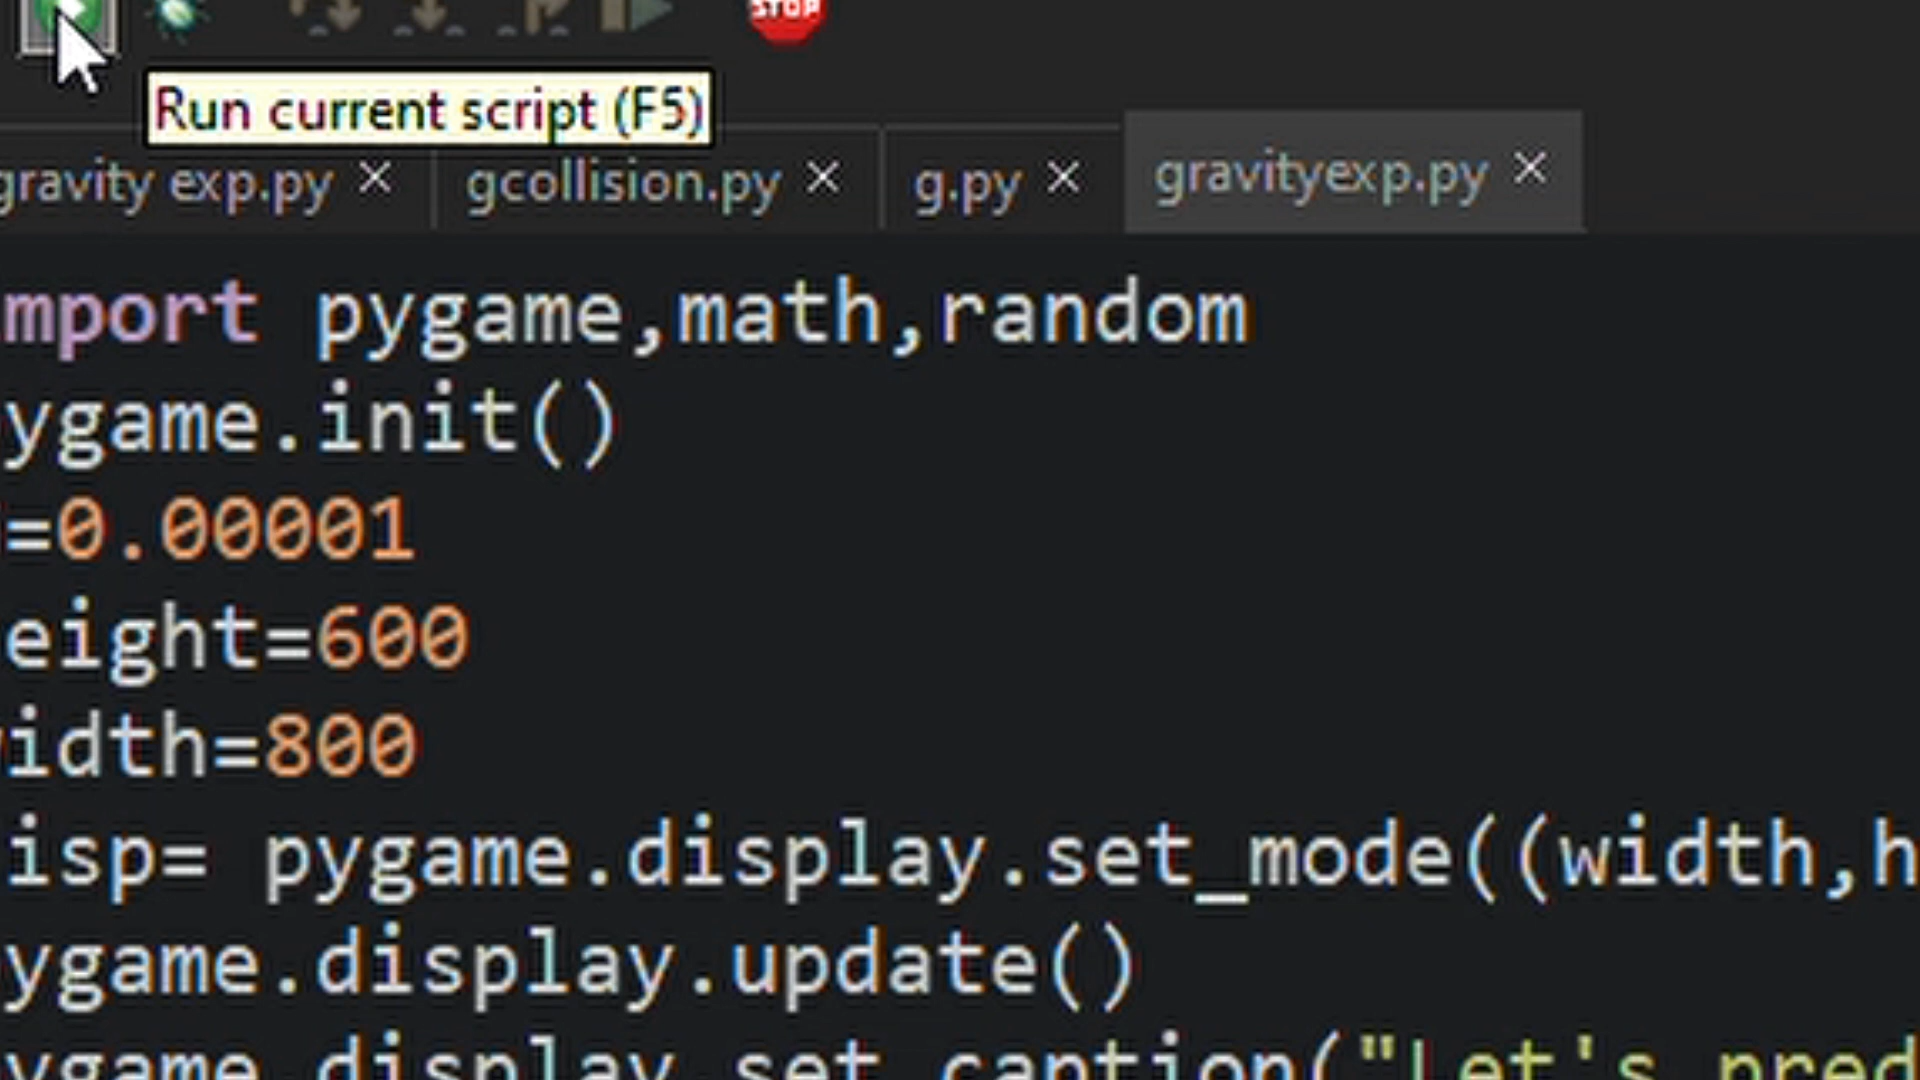 STOP
Run current script (F5)
gravity exp.py
gcollision.py
g.py
gravityexp.py
mport pygame,math,random
ygame.init()
=0.00001
eight=600
idth=800
isp= pygame.display.set_mode((width,h
ygame.display.update()
ygame.display.set_caption("Let's pred